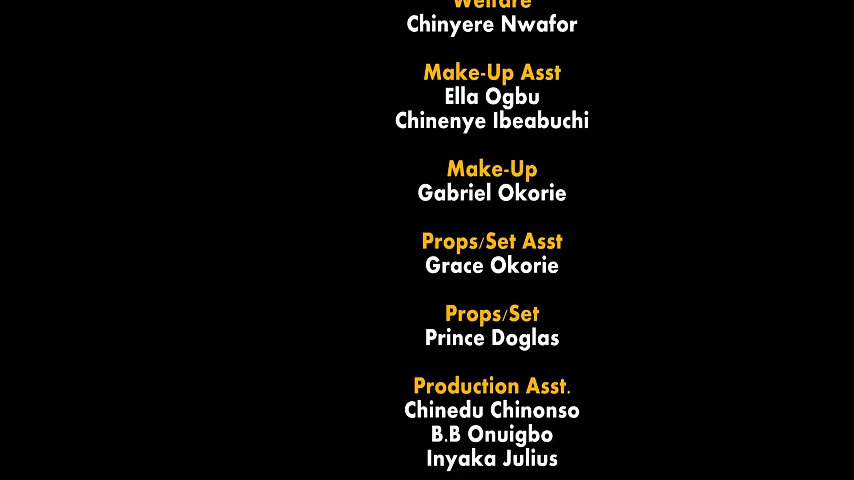 Welfare
Chinyere Nwafor
Make-Up Asst
Ella Ogbu
Chinenye Ibeabuchi
Make-Up
Gabriel Okorie
Props/Set Asst
Grace Okorie
Props/Set
Prince Doglas
Production Asst.
Chinedu Chinonso
B.B Onuigbo
Inyaka Julius